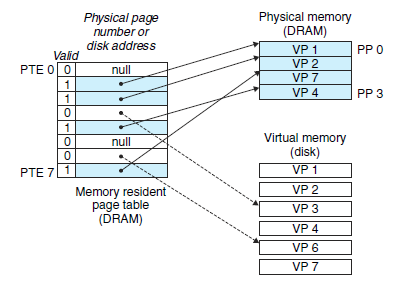 Physical page
number or
disk address
Valid
PTE 0 0 null
1
1
0
1
0 null
0
PTE 7 1
Memory resident
page table
(DRAM)
Physical memory
(DRAM)
VP 1 PP 0
VP 2
VP 7
VP 4 PP 3
Virtual memory
(disk)
VP 1
VP 2
VP 3
VP 4
VP 6
VP 7